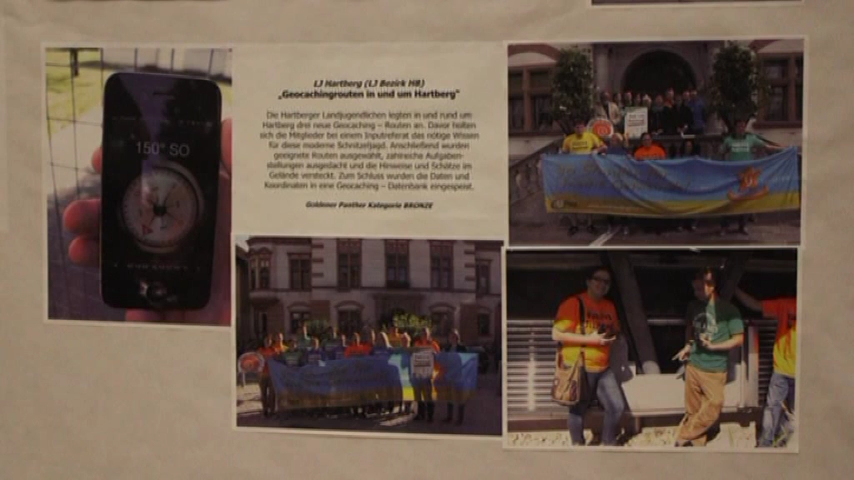 LJ Hartberg (LJ Bezirk HB)
„Geocachingrouten in und um Hartberg"
Die Hartberger Landjugendlichen legten in und rund um
Hartberg drei neue Geocaching – Routen an. Davor holten
sich die Mitglieder bei einem Inputreferat das nötige Wissen
für diese moderne Schnitzeljagd. Anschließend wurden
geeignete Routen ausgewählt, zahlreiche Aufgaben-
stellungen ausgedacht und die Hinweise und Schätze im
Gelände versteckt. Zum Schluss wurden die Daten und
Koordinaten in eine Geocaching – Datenbank eingespeist.
Goldener Panther Kategorie BRONZE
150° SO